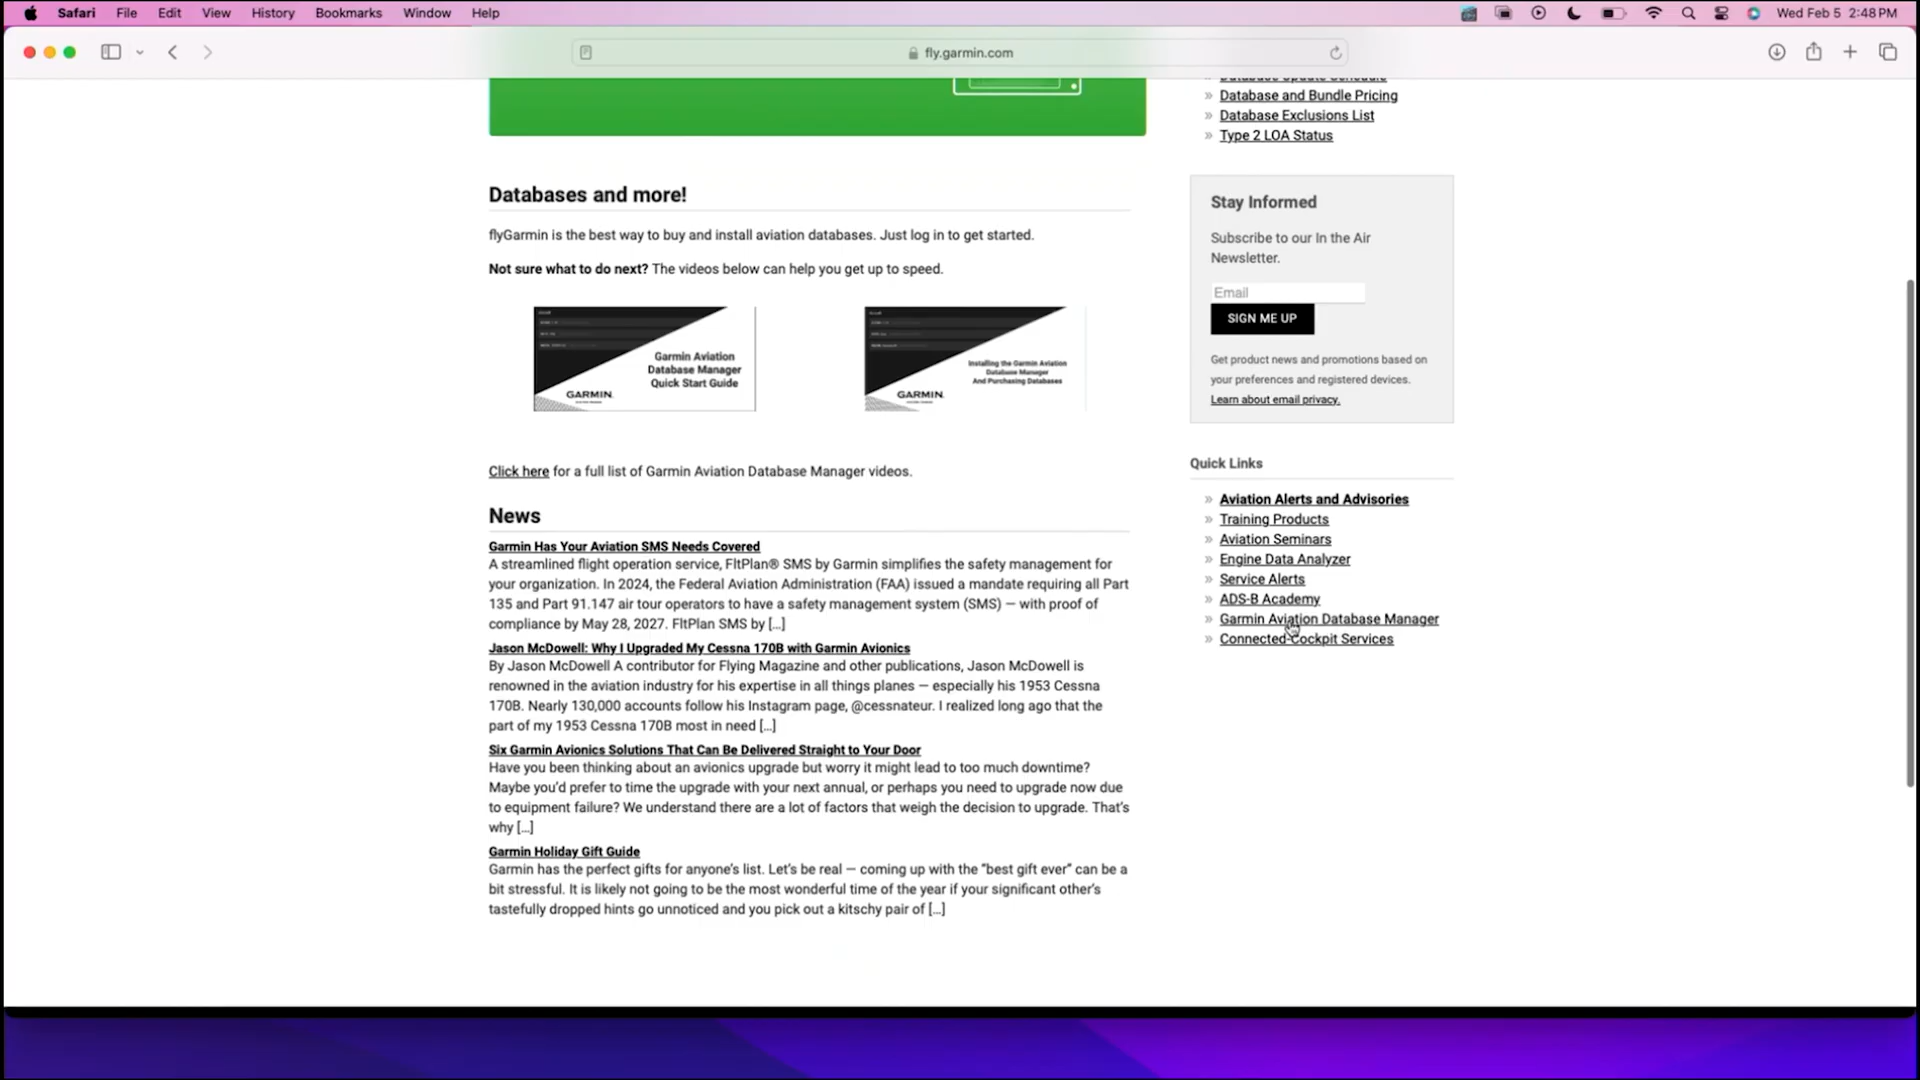 Safari File Edit View History Bookmarks Window Help
Wed Feb 5 2:48 PM
fly.garmin.com
Database Update Schedule
» Database and Bundle Pricing
» Database Exclusions List
» Type 2 LOA Status
Databases and more!
flyGarmin is the best way to buy and install aviation databases. Just log in to get started.
Not sure what to do next? The videos below can help you get up to speed.
Garmin Aviation
Database Manager
Quick Start Guide
GARMIN
Installing the Garmin Aviation
Database Manager
And Purchasing Databases
GARMIN
Click here for a full list of Garmin Aviation Database Manager videos.
News
Garmin Has Your Aviation SMS Needs Covered
A streamlined flight operation service, FltPlan® SMS by Garmin simplifies the safety management for
your organization. In 2024, the Federal Aviation Administration (FAA) issued a mandate requiring all Part
135 and Part 91.147 air tour operators to have a safety management system (SMS) — with proof of
compliance by May 28, 2027. FltPlan SMS by [...]
Jason McDowell: Why I Upgraded My Cessna 170B with Garmin Avionics
By Jason McDowell A contributor for Flying Magazine and other publications, Jason McDowell is
renowned in the aviation industry for his expertise in all things planes — especially his 1953 Cessna
170B. Nearly 130,000 accounts follow his Instagram page, @cessnateur. I realized long ago that the
part of my 1953 Cessna 170B most in need [...]
Six Garmin Avionics Solutions That Can Be Delivered Straight to Your Door
Have you been thinking about an avionics upgrade but worry it might lead to too much downtime?
Maybe you'd prefer to time the upgrade with your next annual, or perhaps you need to upgrade now due
to equipment failure? We understand there are a lot of factors that weigh the decision to upgrade. That's
why [...]
Garmin Holiday Gift Guide
Garmin has the perfect gifts for anyone's list. Let's be real — coming up with the "best gift ever" can be a
bit stressful. It is likely not going to be the most wonderful time of the year if your significant other's
tastefully dropped hints go unnoticed and you pick out a kitschy pair of [...]
Stay Informed
Subscribe to our In the Air
Newsletter.
Email
SIGN ME UP
Get product news and promotions based on
your preferences and registered devices.
Learn about email privacy.
Quick Links
» Aviation Alerts and Advisories
» Training Products
» Aviation Seminars
» Engine Data Analyzer
» Service Alerts
» ADS-B Academy
» Garmin Aviation Database Manager
» Connected Cockpit Services